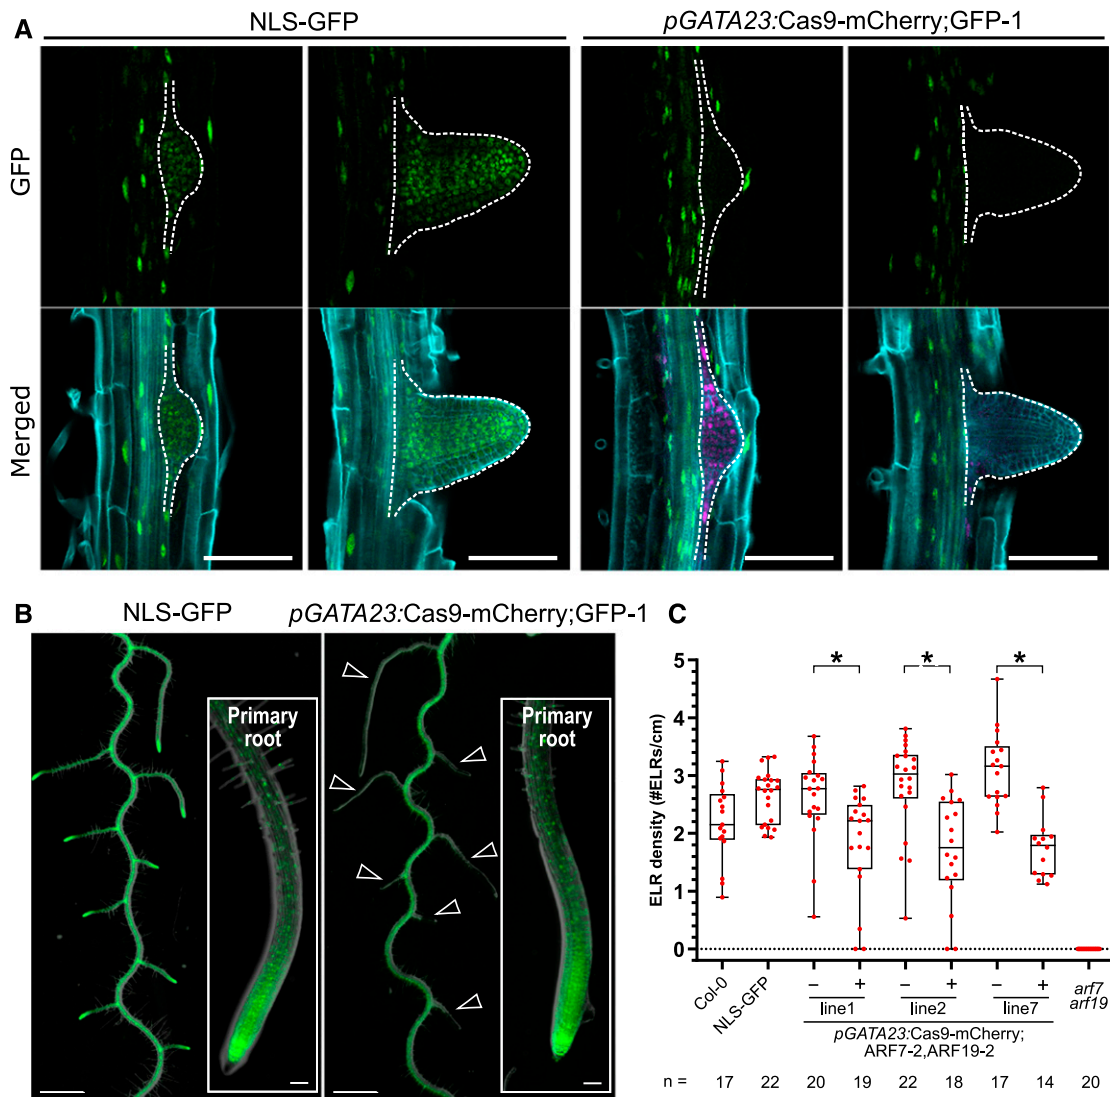 A
NLS-GFP
pGATA23:Cas9-mCherry;GFP-1
GFP
Merged
B
NLS-GFP
pGATA23:Cas9-mCherry;GFP-1
Primary
root
Primary
root
C
ELR density (#ELRs/cm)
5
4
3
2
1
0
*
*
*
Col-0
NLS-GFP
− + − + − +
line1 line2 line7
arf7
arf19
pGATA23:Cas9-mCherry;
ARF7-2,ARF19-2
n = 17 22 20 19 22 18 17 14 20